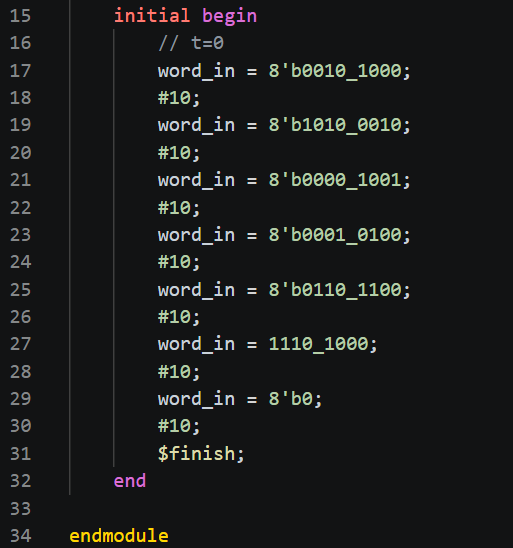 15 initial begin
16 // t=0
17 word_in = 8'b0010_1000;
18 #10;
19 word_in = 8'b1010_0010;
20 #10;
21 word_in = 8'b0000_1001;
22 #10;
23 word_in = 8'b0001_0100;
24 #10;
25 word_in = 8'b0110_1100;
26 #10;
27 word_in = 1110_1000;
28 #10;
29 word_in = 8'b0;
30 #10;
31 $finish;
32 end
33
34 endmodule